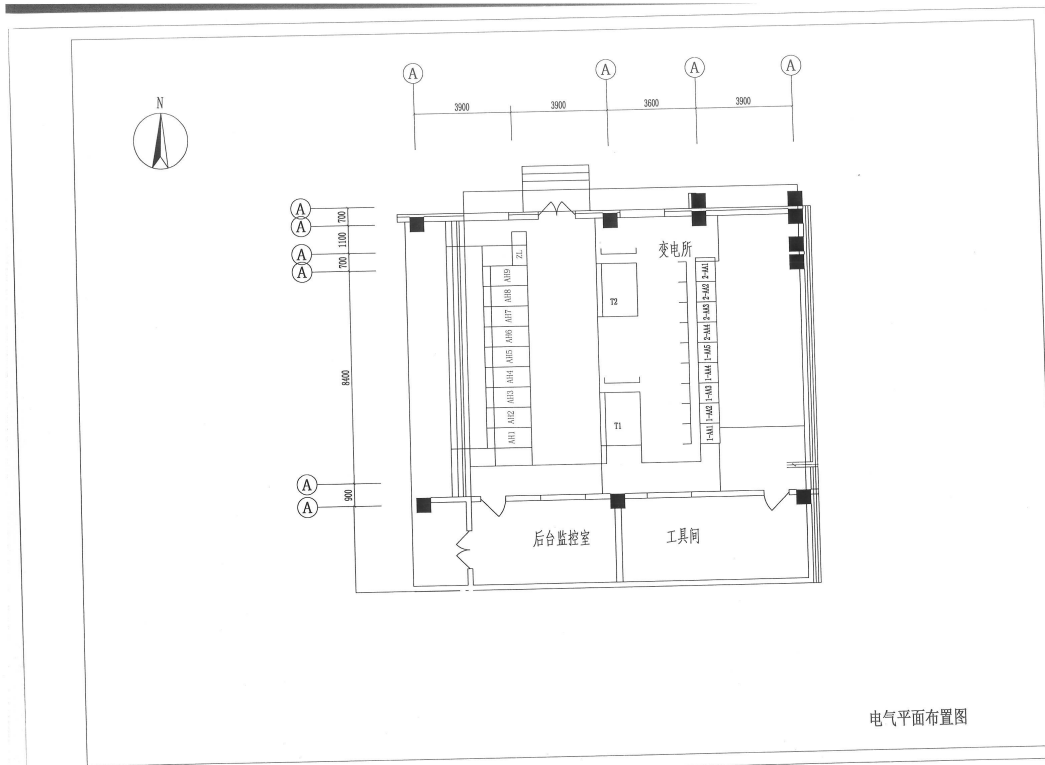 A
A
A
A
3900
3900
3600
3900
N
A
A
A
A
700
1100
700
8400
900
A
A
变电所
ZL
AH9
AH8
AH7
AH6
AH5
AH4
AH3
AH2
AH1
T2
T1
2-AA1
2-AA2
2-AA3
2-AA4
1-AA5
1-AA4
1-AA3
1-AA2
1-AA1
后台监控室
工具间
电气平面布置图